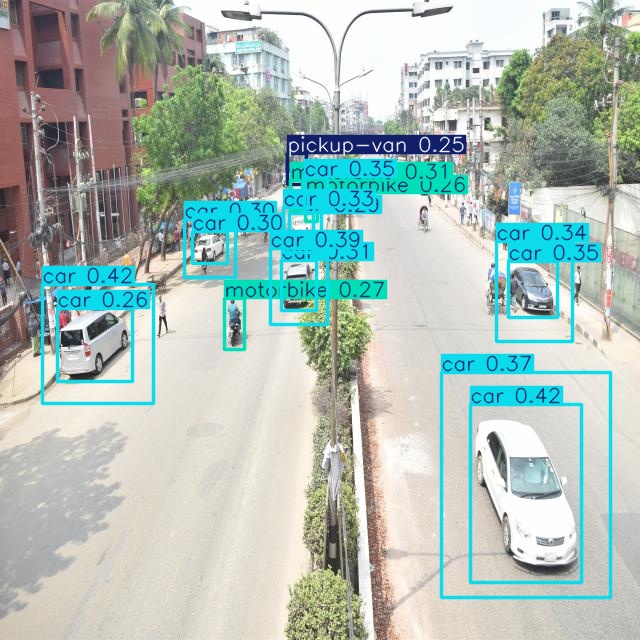 pickup-van 0.25
car 0.35
0.31
motorbike 0.26
car 0.33
car 0.30
car 0.30
car 0.34
car 0.39
car 0.35
0.31
car 0.42
motorbike 0.27
car 0.26
car 0.37
car 0.42